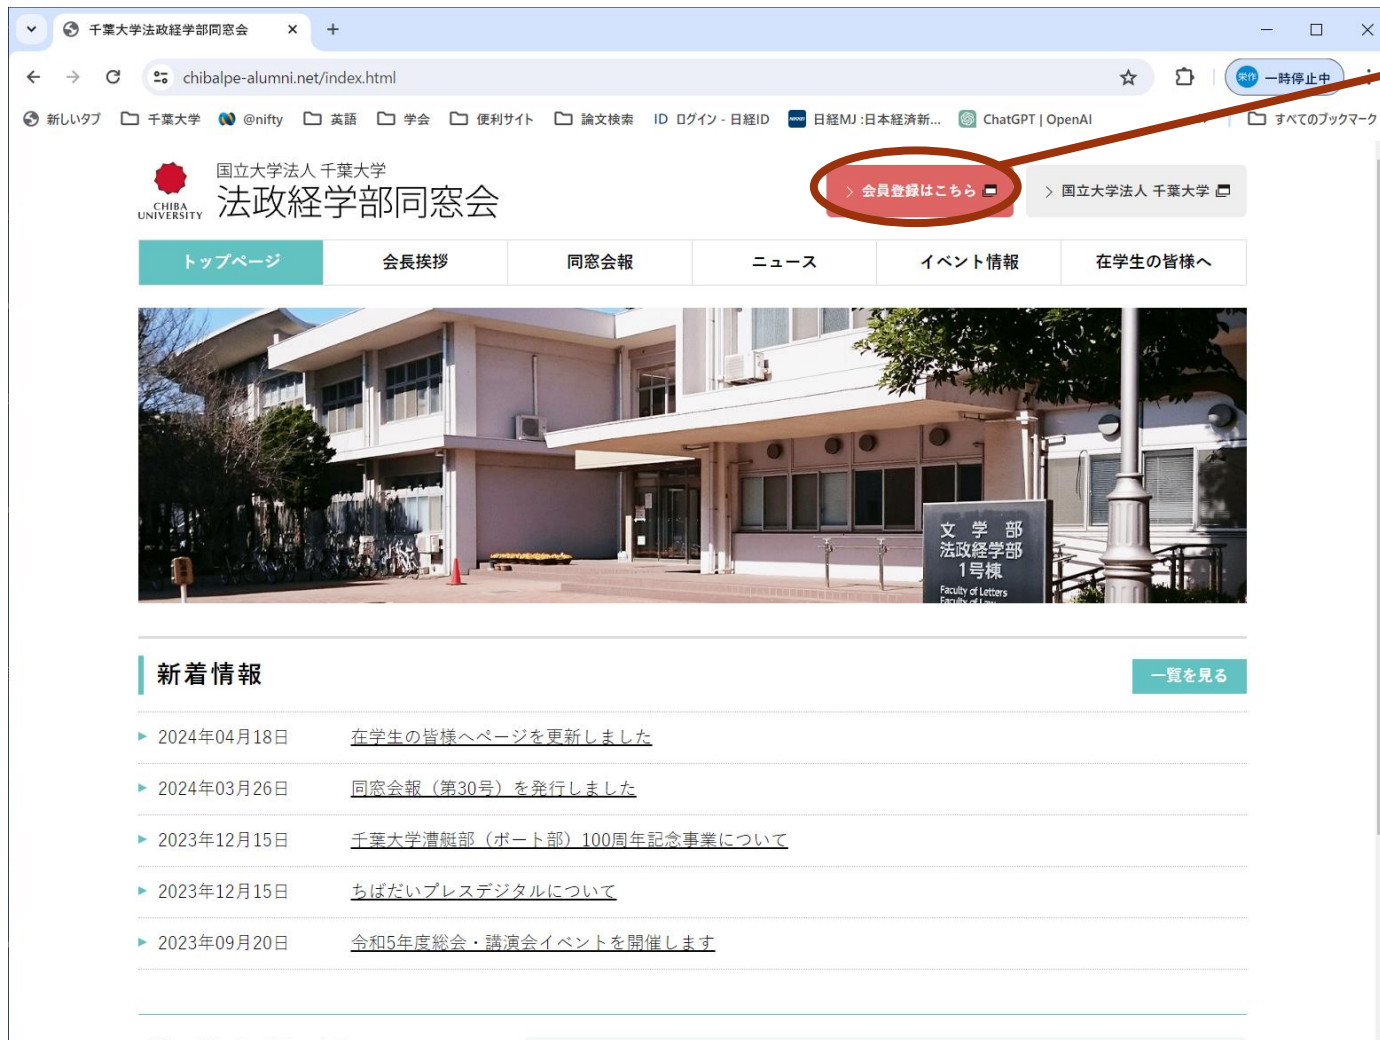 千葉大学法政経学部同窓会
chibalpe-alumni.net/index.html
栄作 一時停止中
新しいタブ 千葉大学 @nifty 英語 学会 便利サイト 論文検索 ID ログイン - 日経ID 日経MJ :日本経済新... ChatGPT | OpenAI すべてのブックマーク
国立大学法人 千葉大学
CHIBA
UNIVERSITY
法政経学部同窓会
会員登録はこちら
国立大学法人 千葉大学
トップページ 会長挨拶 同窓会報 ニュース イベント情報 在学生の皆様へ
文学部
法政経学部
1号棟
Faculty of Letters
Faculty of Law
新着情報
一覧を見る
2024年04月18日 在学生の皆様へページを更新しました
2024年03月26日 同窓会報（第30号）を発行しました
2023年12月15日 千葉大学漕艇部（ボート部）100周年記念事業について
2023年12月15日 ちばだいプレスデジタルについて
2023年09月20日 令和5年度総会・講演会イベントを開催します